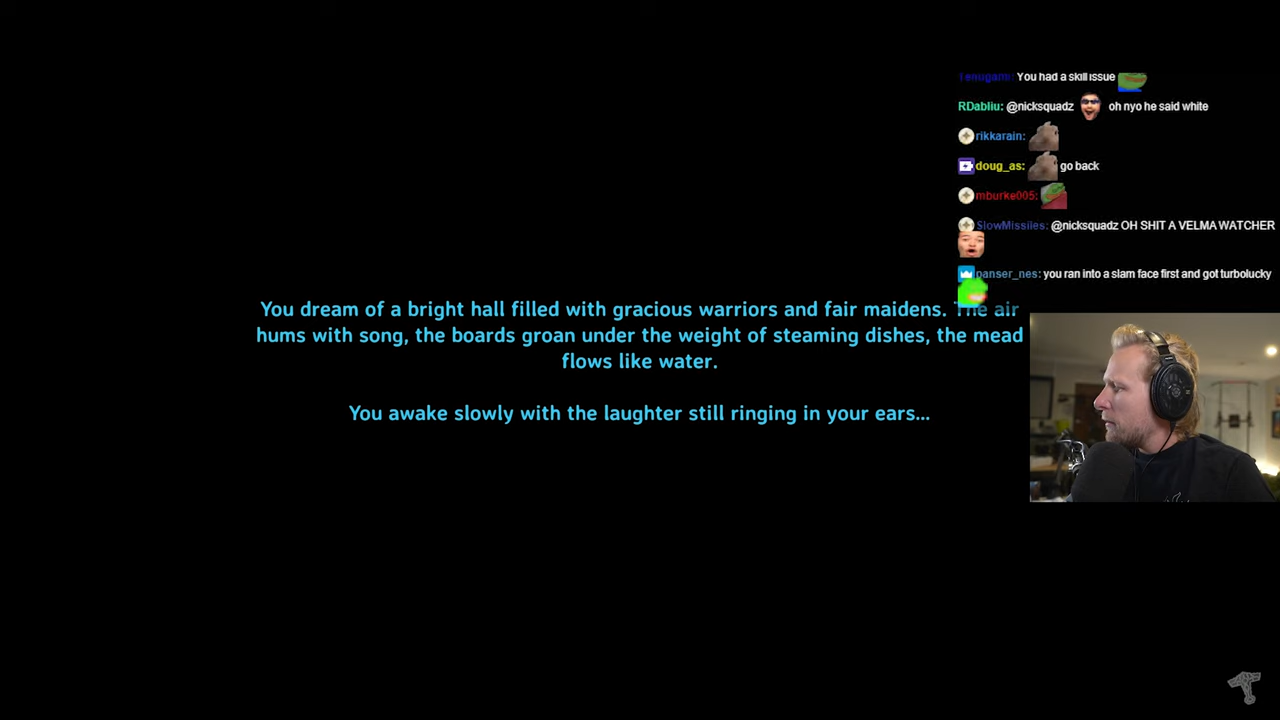 Tenugami: You had a skill issue
RDabliu: @nicksquadz oh nyo he said white
rikkarain:
doug_as: go back
mburke005:
SlowMissiles: @nicksquadz OH SHIT A VELMA WATCHER
panser_nes: you ran into a slam face first and got turbolucky
You dream of a bright hall filled with gracious warriors and fair maidens. The air
hums with song, the boards groan under the weight of steaming dishes, the mead
flows like water.
You awake slowly with the laughter still ringing in your ears...